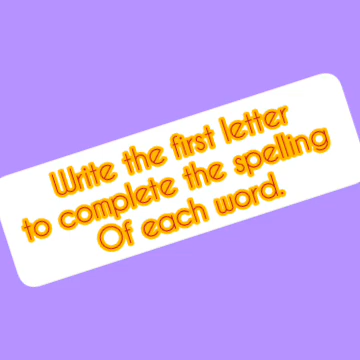 Write the first letter
to complete the spelling
Of each word.